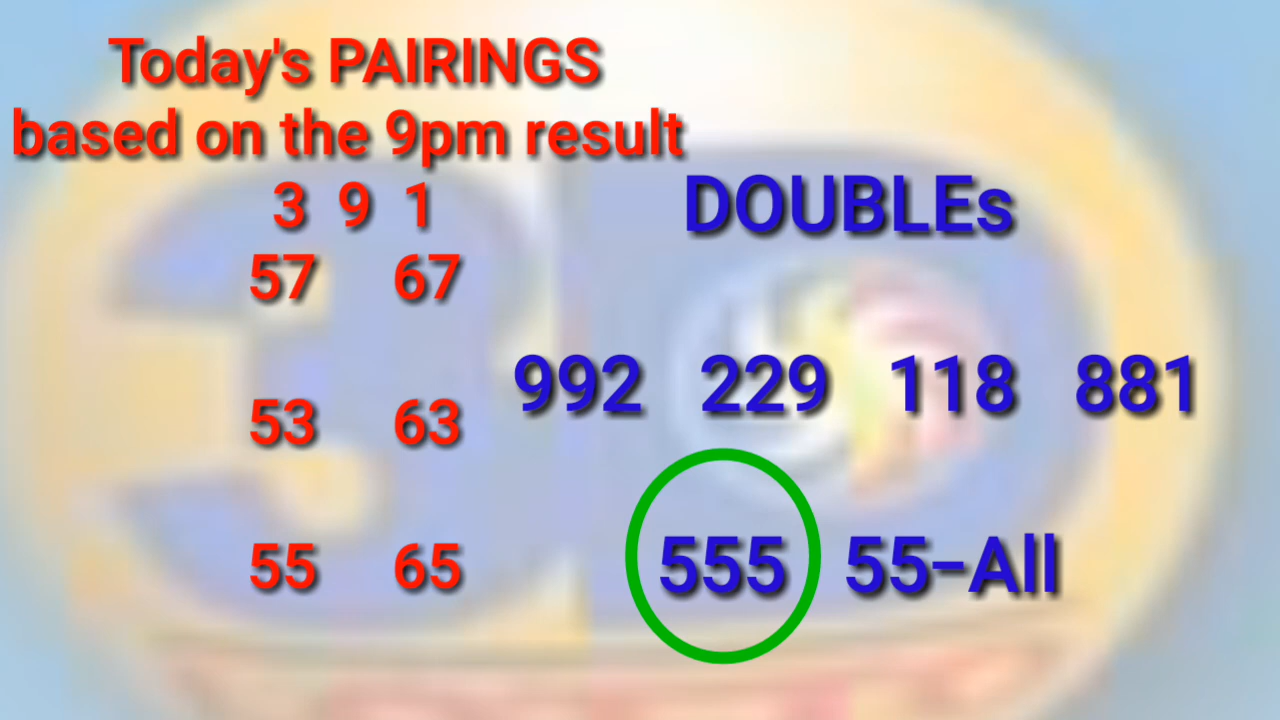 Today's PAIRINGS
based on the 9pm result
3 9 1
57 67
53 63
55 65
DOUBLEs
992 229 118 881
555 55-All